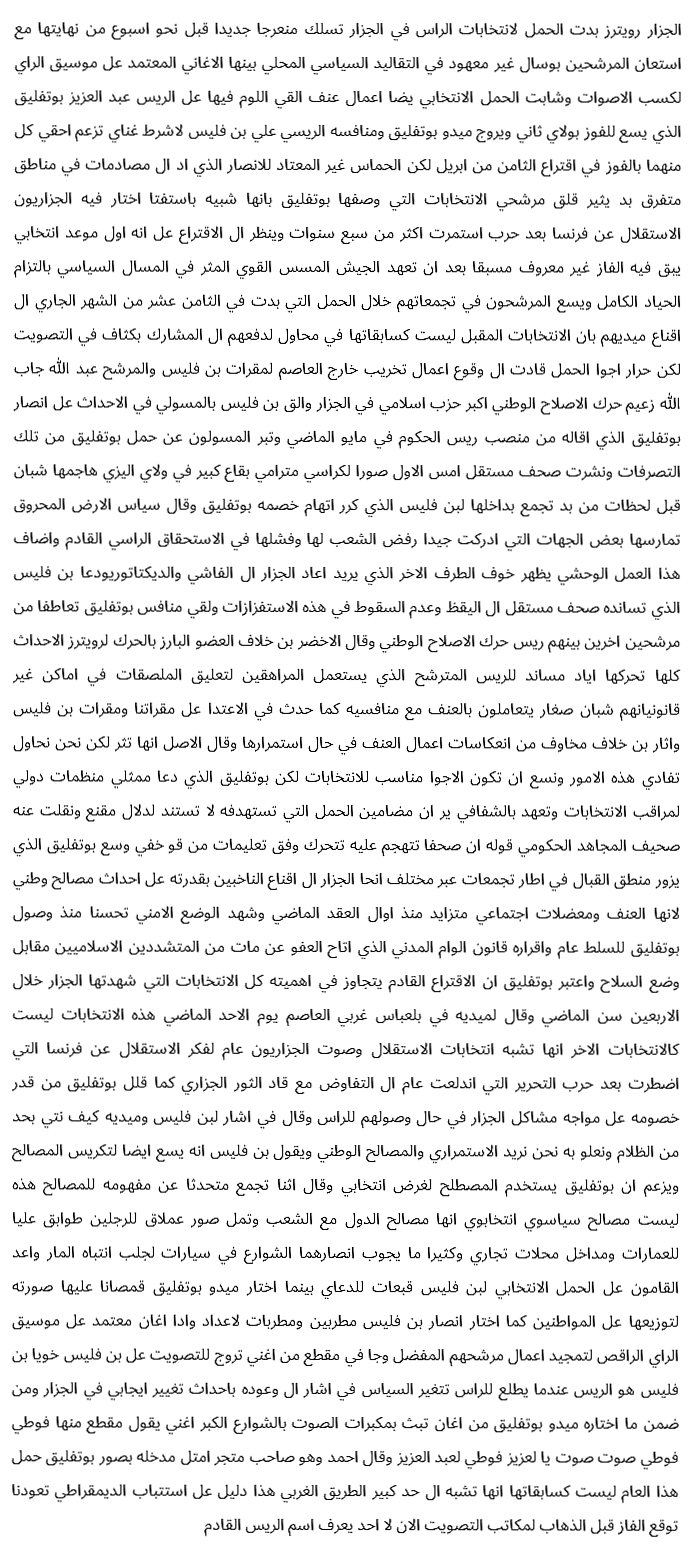 الجزار رويترز بدت الحمل لانتخابات الراس في الجزار تسلك منعرجا جديدا قبل نحو اسبوع من نهايتها مع
استعان المرشحين بوسال غير معهود في التقاليد السياسي المحلي بينها الاغاني المعتمد عل موسيق الراي
لكسب الاصوات وشابت الحمل الانتخابي يضا اعمال عنف القي اللوم فيها عل الريس عبد العزيز بوتفليق
الذي يسع للفوز بولاي ثاني ويروج ميدو بوتفليق ومنافسه الريسي علي بن فليس لاشرط غناي تزعم احقي كل
منهما بالفوز في اقتراع الثامن من ابريل لكن الحماس غير المعتاد للانصار الذي اد ال مصادمات في مناطق
متفرق بد يثير قلق مرشحي الانتخابات التي وصفها بوتفليق بانها شبيه باستفتا اختار فيه الجزاريون
الاستقلال عن فرنسا بعد حرب استمرت اكثر من سبع سنوات وينظر ال الاقتراع عل انه اول موعد انتخابي
يبق فيه الفاز غير معروف مسبقا بعد ان تعهد الجيش المسس القوي المثر في المسال السياسي بالتزام
الحياد الكامل ويسع المرشحون في تجمعاتهم خلال الحمل التي بدت في الثامن عشر من الشهر الجاري ال
اقناع ميديهم بان الانتخابات المقبل ليست كسابقاتها في محاول لدفعهم ال المشارك بكثاف في التصويت
لكن حرار اجوا الحمل قادت ال وقوع اعمال تخريب خارج العاصم لمقرات بن فليس والمرشح عبد الله جاب
الله زعيم حرك الاصلاح الوطني اكبر حزب اسلامي في الجزار والق بن فليس بالمسولي في الاحداث عل انصار
بوتفليق الذي اقاله من منصب ريس الحكوم في مايو الماضي وتبر المسولون عن حمل بوتفليق من تلك
التصرفات ونشرت صحف مستقل امس الاول صورا لكراسي مترامي بقاع كبير في ولاي اليزي هاجمها شبان
قبل لحظات من بد تجمع بداخلها لبن فليس الذي كرر اتهام خصمه بوتفليق وقال سياس الارض المحروق
تمارسها بعض الجهات التي ادركت جيدا رفض الشعب لها وفشلها في الاستحقاق الراسي القادم واضاف
هذا العمل الوحشي يظهر خوف الطرف الاخر الذي يريد اعاد الجزار ال الفاشي والديكتاتوريودعا بن فليس
الذي تسانده صحف مستقل ال اليقظ وعدم السقوط في هذه الاستفزازات ولقي منافس بوتفليق تعاطفا من
مرشحين اخرين بينهم ريس حرك الاصلاح الوطني وقال الاخضر بن خلاف العضو البارز بالحرك لرويترز الاحداث
كلها تحركها اياد مساند للريس المترشح الذي يستعمل المراهقين لتعليق الملصقات في اماكن غير
قانونيانهم شبان صغار يتعاملون بالعنف مع منافسيه كما حدث في الاعتدا عل مقراتنا ومقرات بن فليس
واثار بن خلاف مخاوف من انعكاسات اعمال العنف في حال استمرارها وقال الاصل انها تثر لكن نحن نحاول
تفادي هذه الامور ونسع ان تكون الاجوا مناسب للانتخابات لكن بوتفليق الذي دعا ممثلي منظمات دولي
لمراقب الانتخابات وتعهد بالشفافي ير ان مضامين الحمل التي تستهدفه لا تستند لدلال مقنع ونقلت عنه
صحيف المجاهد الحكومي قوله ان صحفا تتهجم عليه تتحرك وفق تعليمات من قو خفي وسع بوتفليق الذي
يزور منطق القبال في اطار تجمعات عبر مختلف انحا الجزار ال اقناع الناخبين بقدرته عل احداث مصالح وطني
لانها العنف ومعضلات اجتماعي متزايد منذ اوال العقد الماضي وشهد الوضع الامني تحسنا منذ وصول
بوتفليق للسلط عام واقراره قانون الوام المدني الذي اتاح العفو عن مات من المتشددين الاسلاميين مقابل
وضع السلاح واعتبر بوتفليق ان الاقتراع القادم يتجاوز في اهميته كل الانتخابات التي شهدتها الجزار خلال
الاربعين سن الماضي وقال لميديه في بلعباس غربي العاصم يوم الاحد الماضي هذه الانتخابات ليست
كالانتخابات الاخر انها تشبه انتخابات الاستقلال وصوت الجزاريون عام لفكر الاستقلال عن فرنسا التي
اضطرت بعد حرب التحرير التي اندلعت عام ال التفاوض مع قاد الثور الجزاري كما قلل بوتفليق من قدر
خصومه عل مواجه مشاكل الجزار في حال وصولهم للراس وقال في اشار لبن فليس وميديه كيف نتي بحد
من الظلام ونعلو به نحن نريد الاستمراري والمصالح الوطني ويقول بن فليس انه يسع ايضا لتكريس المصالح
ويزعم ان بوتفليق يستخدم المصطلح لغرض انتخابي وقال اثنا تجمع متحدثا عن مفهومه للمصالح هذه
ليست مصالح سياسوي انتخابوي انها مصالح الدول مع الشعب وتمل صور عملاق للرجلين طوابق عليا
للعمارات ومداخل محلات تجاري وكثيرا ما يجوب انصارهما الشوارع في سيارات لجلب انتباه المار واعد
القامون عل الحمل الانتخابي لبن فليس قبعات للدعاي بينما اختار ميدو بوتفليق قمصانا عليها صورته
لتوزيعها عل المواطنين كما اختار انصار بن فليس مطربين ومطربات لاعداد وادا اغان معتمد عل موسيق
الراي الراقص لتمجيد اعمال مرشحهم المفضل وجا في مقطع من اغني تروج للتصويت عل بن فليس خويا بن
فليس هو الريس عندما يطلع للراس تتغير السياس في اشار ال وعوده باحداث تغيير ايجابي في الجزار ومن
ضمن ما اختاره ميدو بوتفليق من اغان تبث بمكبرات الصوت بالشوارع الكبر اغني يقول مقطع منها فوطي
فوطي صوت صوت يا لعزيز فوطي لعبد العزيز وقال احمد وهو صاحب متجر امتل مدخله بصور بوتفليق حمل
هذا العام ليست كسابقاتها انها تشبه ال حد كبير الطريق الغربي هذا دليل عل استتباب الديمقراطي تعودنا
توقع الفاز قبل الذهاب لمكاتب التصويت الان لا احد يعرف اسم الريس القادم